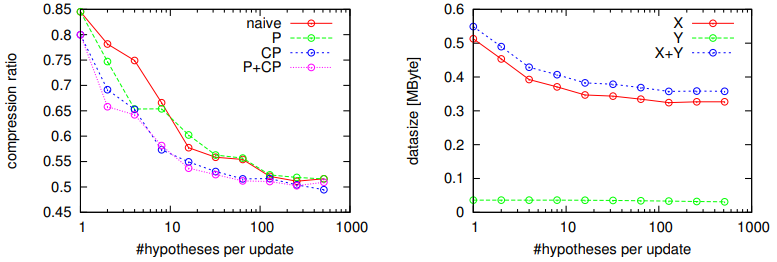 compression ratio
0.85
0.8
0.75
0.7
0.65
0.6
0.55
0.5
0.45
naive
P
CP
P+CP
1
10
100
1000
#hypotheses per update
datasize [MByte]
0.6
0.5
0.4
0.3
0.2
0.1
0
X
Y
X+Y
1
10
100
1000
#hypotheses per update